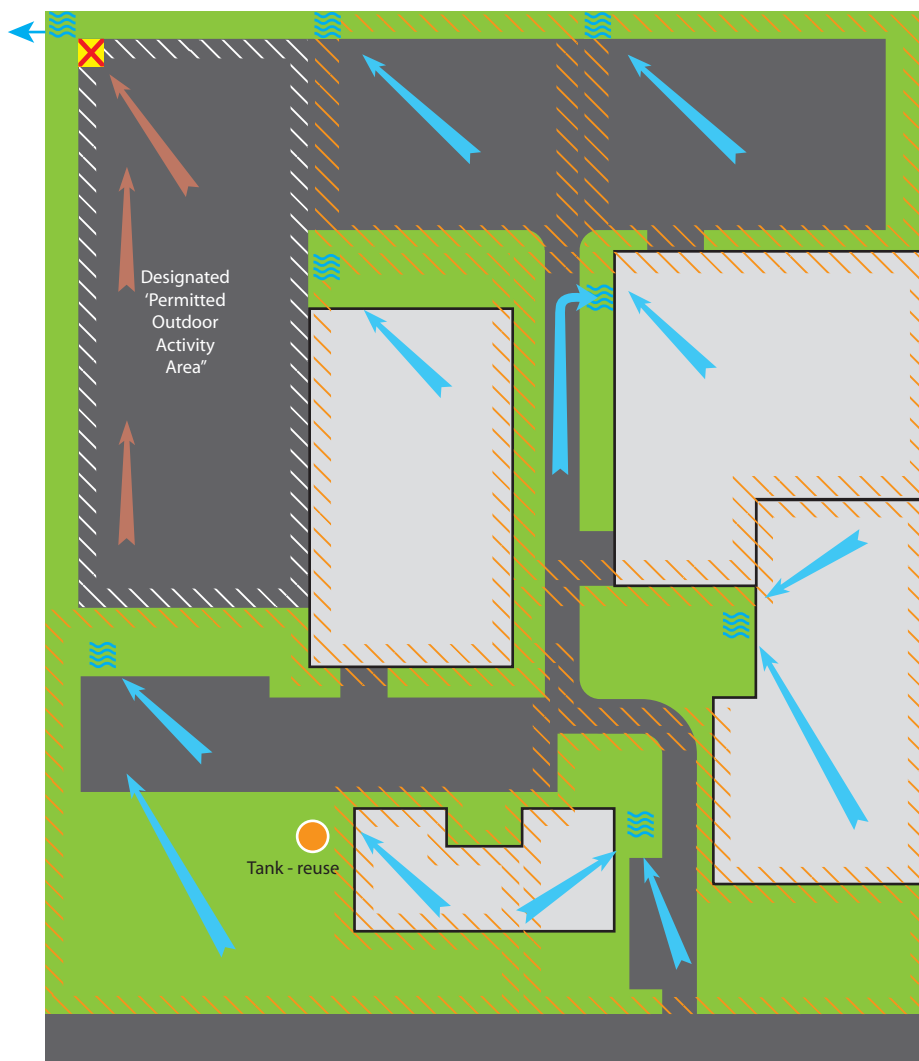 Designated
'Permitted
Outdoor
Activity
Area"
Tank - reuse